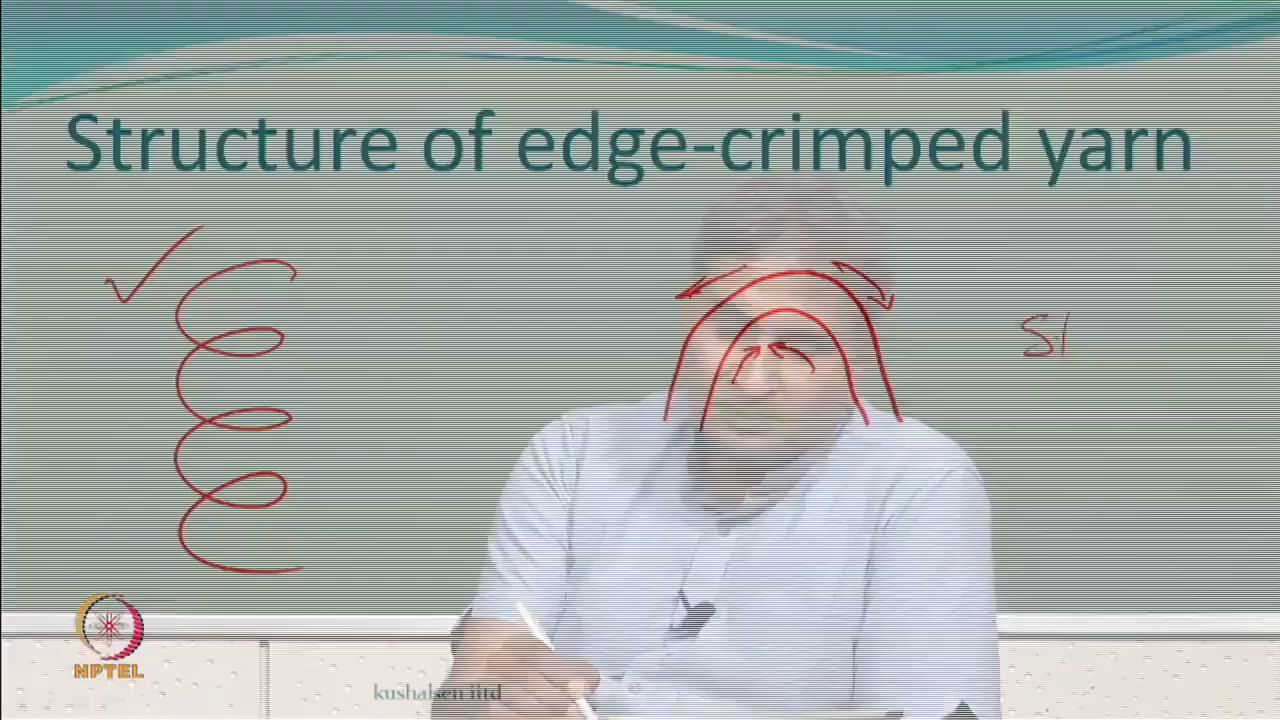 Structure of edge-crimped yarn
NPTEL
kushalsen iitd